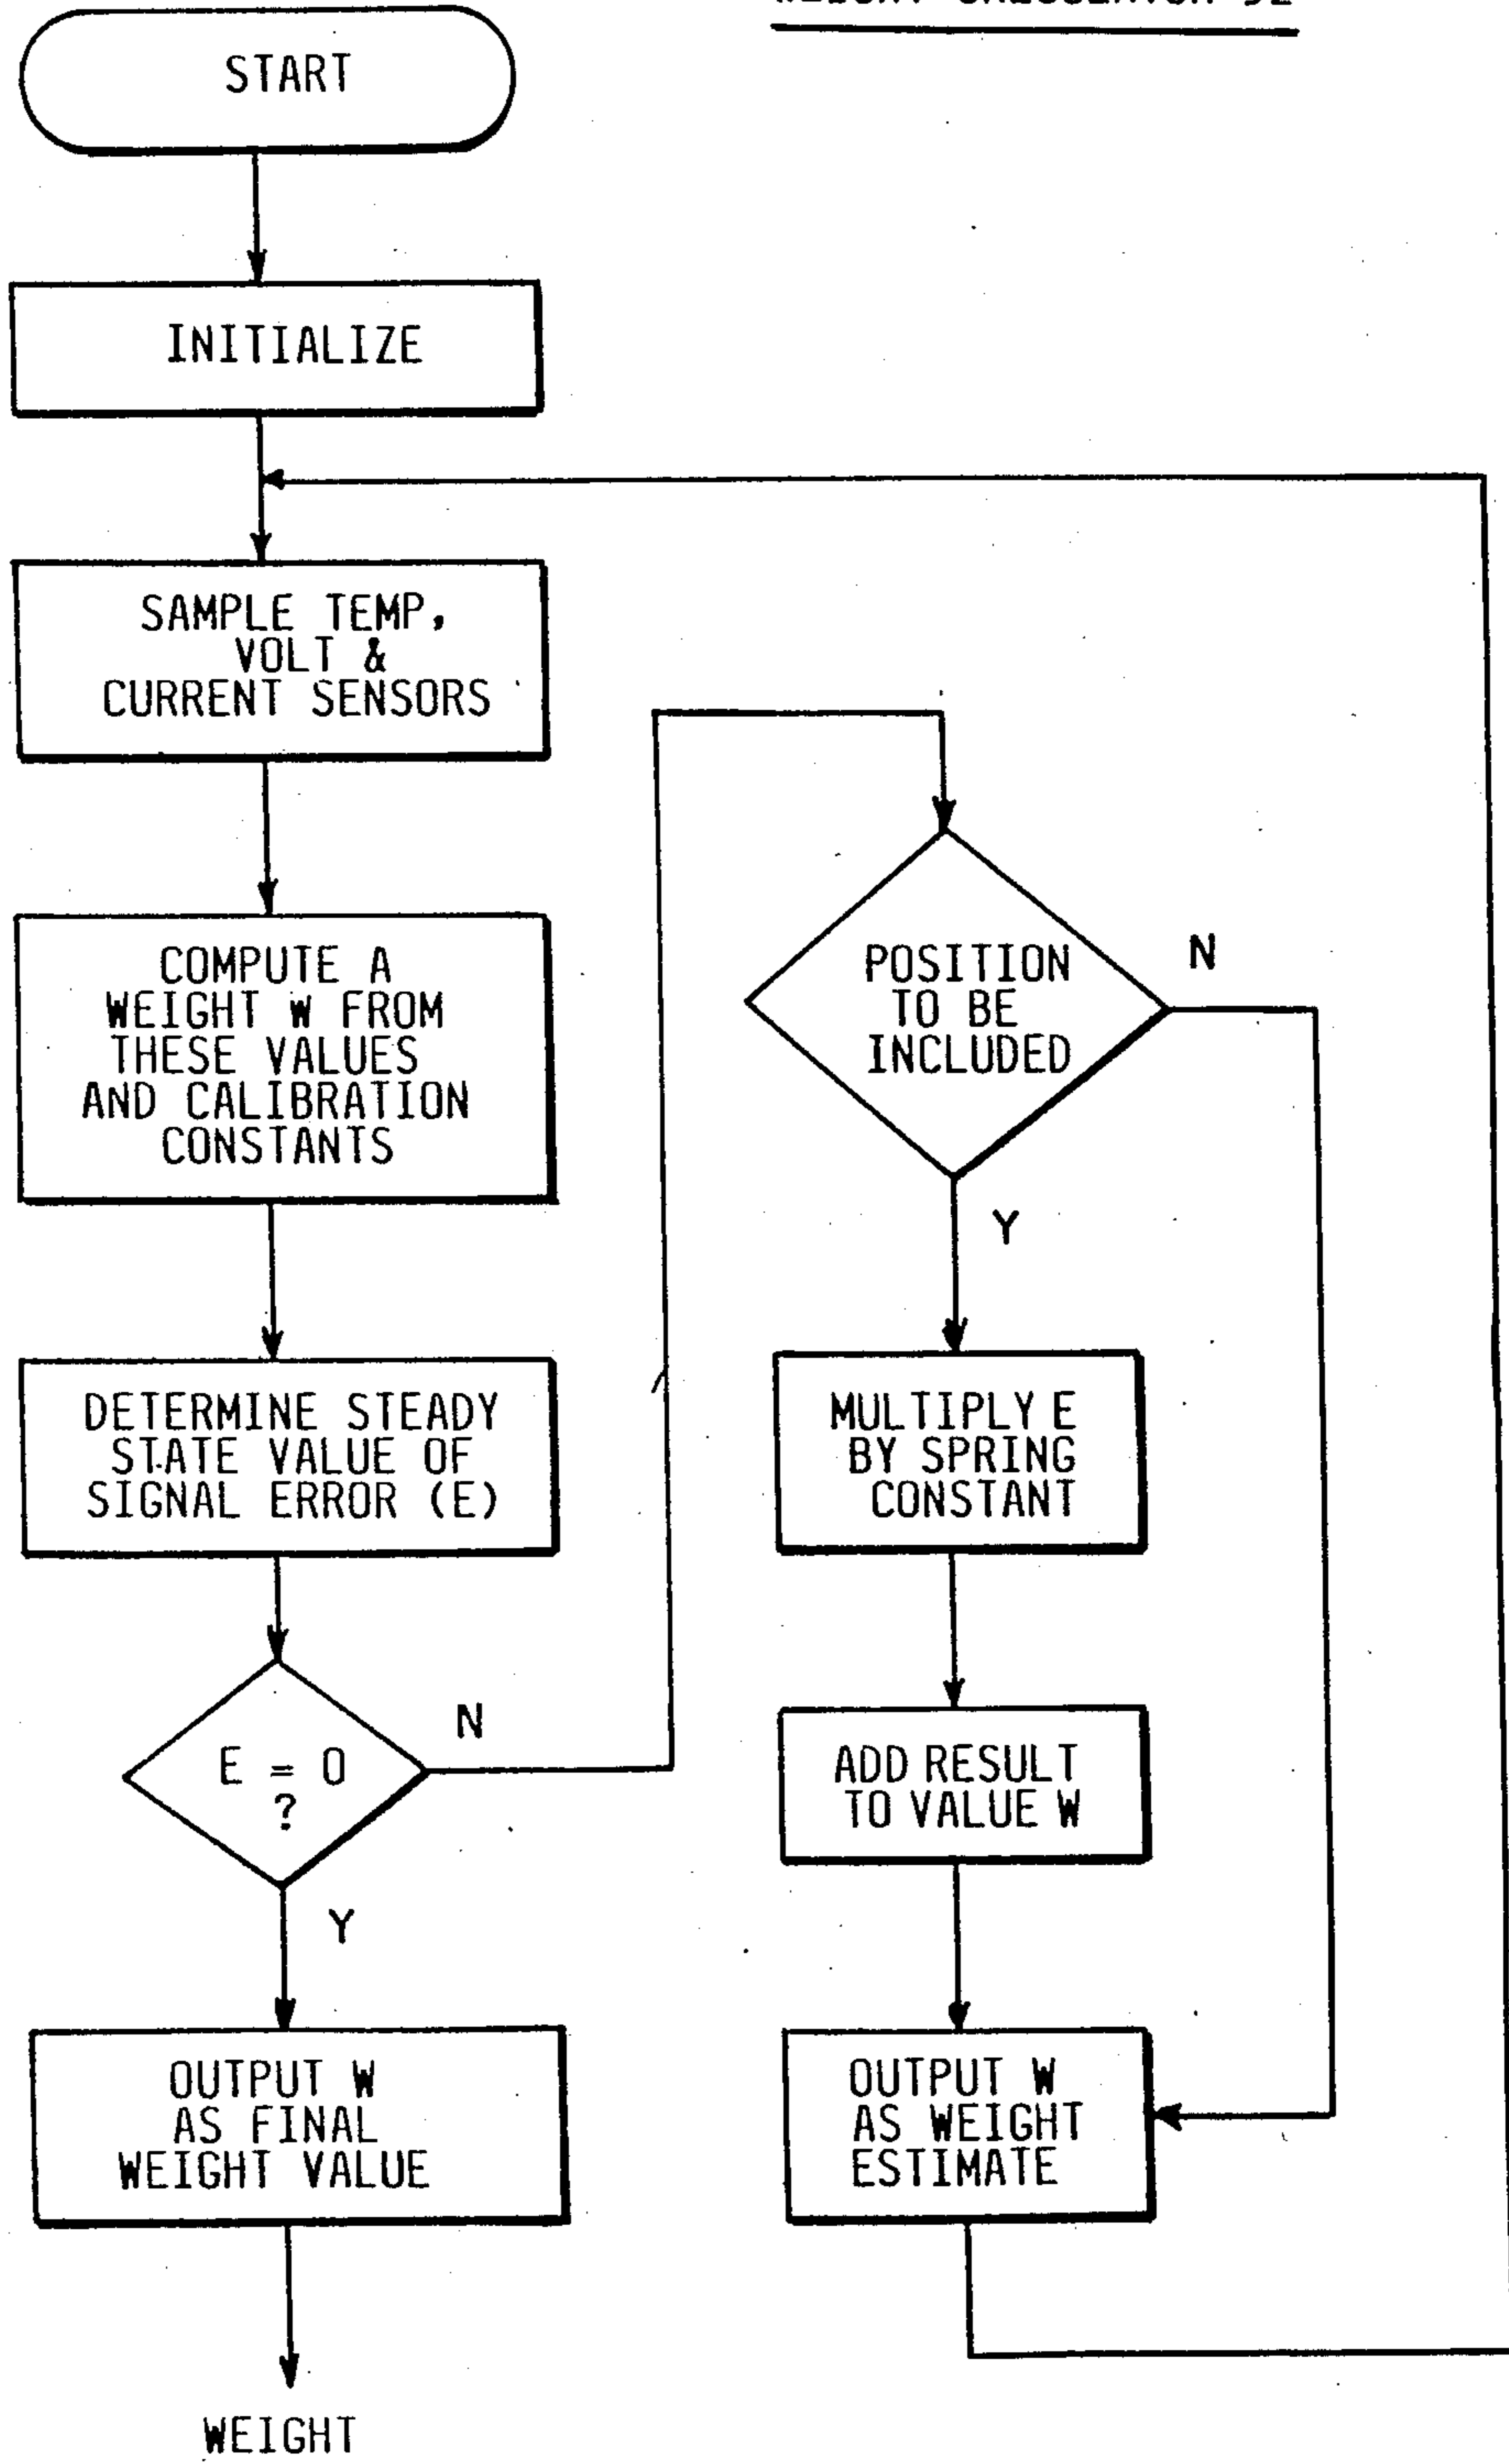 START
INITIALIZE
SAMPLE TEMP,
VOLT &
CURRENT SENSORS
COMPUTE A
WEIGHT W FROM
THESE VALUES
AND CALIBRATION
CONSTANTS
DETERMINE STEADY
STATE VALUE OF
SIGNAL ERROR (E)
E = 0
?
N
Y
OUTPUT W
AS FINAL
WEIGHT VALUE
WEIGHT
POSITION
TO BE
INCLUDED
N
Y
MULTIPLY E
BY SPRING
CONSTANT
ADD RESULT
TO VALUE W
OUTPUT W
AS WEIGHT
ESTIMATE